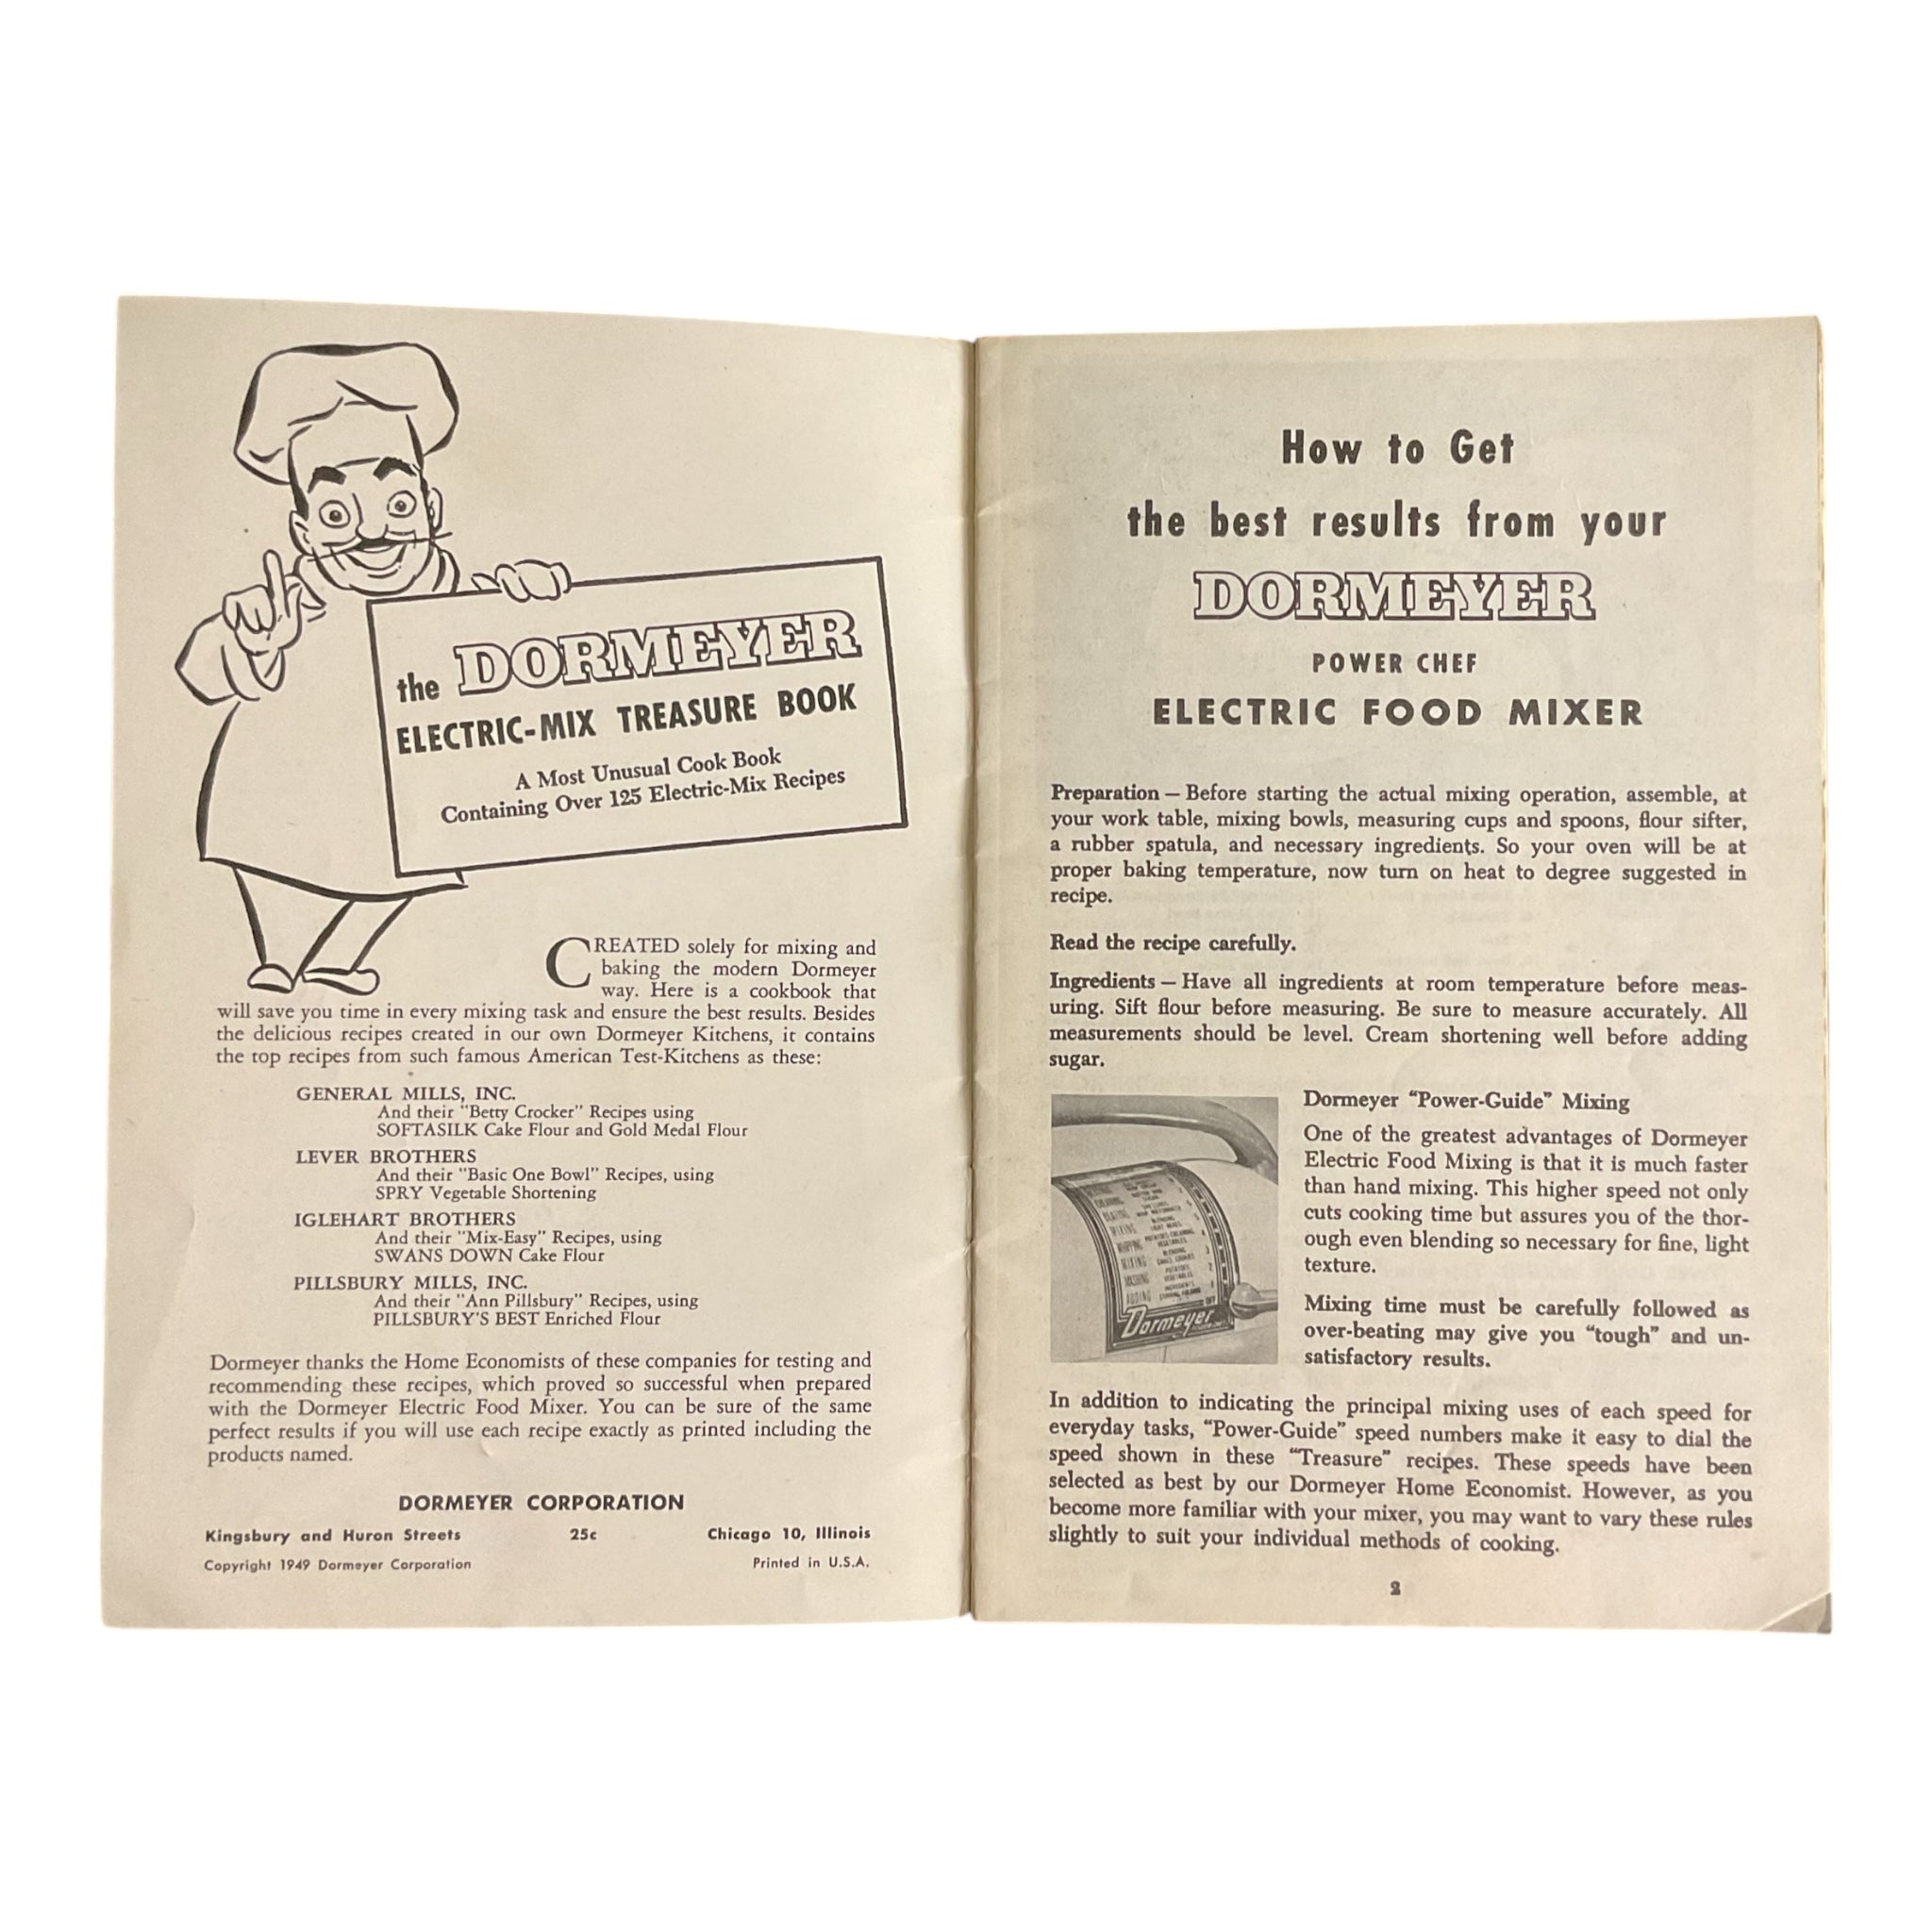 the DORMEYER
ELECTRIC-MIX TREASURE BOOK
A Most Unusual Cook Book
Containing Over 125 Electric-Mix Recipes
CREATED solely for mixing and
baking the modern Dormeyer
way. Here is a cookbook that
will save you time in every mixing task and ensure the best results. Besides
the delicious recipes created in our own Dormeyer Kitchens, it contains
the top recipes from such famous American Test-Kitchens as these:
GENERAL MILLS, INC.
And their "Betty Crocker" Recipes using
SOFTASILK Cake Flour and Gold Medal Flour
LEVER BROTHERS
And their "Basic One Bowl" Recipes, using
SPRY Vegetable Shortening
IGLEHART BROTHERS
And their "Mix-Easy" Recipes, using
SWANS DOWN Cake Flour
PILLSBURY MILLS, INC.
And their "Ann Pillsbury" Recipes, using
PILLSBURY'S BEST Enriched Flour
Dormeyer thanks the Home Economists of these companies for testing and
recommending these recipes, which proved so successful when prepared
with the Dormeyer Electric Food Mixer. You can be sure of the same
perfect results if you will use each recipe exactly as printed including the
products named.
DORMEYER CORPORATION
Kingsbury and Huron Streets 25c Chicago 10, Illinois
Copyright 1949 Dormeyer Corporation Printed in U.S.A.
How to Get
the best results from your
DORMEYER
POWER CHEF
ELECTRIC FOOD MIXER
Preparation — Before starting the actual mixing operation, assemble, at
your work table, mixing bowls, measuring cups and spoons, flour sifter,
a rubber spatula, and necessary ingredients. So your oven will be at
proper baking temperature, now turn on heat to degree suggested in
recipe.
Read the recipe carefully.
Ingredients — Have all ingredients at room temperature before meas-
uring. Sift flour before measuring. Be sure to measure accurately. All
measurements should be level. Cream shortening well before adding
sugar.
Dormeyer "Power-Guide" Mixing
One of the greatest advantages of Dormeyer
Electric Food Mixing is that it is much faster
than hand mixing. This higher speed not only
cuts cooking time but assures you of the thor-
ough even blending so necessary for fine, light
texture.
Mixing time must be carefully followed as
over-beating may give you "tough" and un-
satisfactory results.
MIXING
WHIPPING
MIXING
MASHING
ADDING
OFF
Dormeyer
In addition to indicating the principal mixing uses of each speed for
everyday tasks, "Power-Guide" speed numbers make it easy to dial the
speed shown in these "Treasure" recipes. These speeds have been
selected as best by our Dormeyer Home Economist. However, as you
become more familiar with your mixer, you may want to vary these rules
slightly to suit your individual methods of cooking.
2